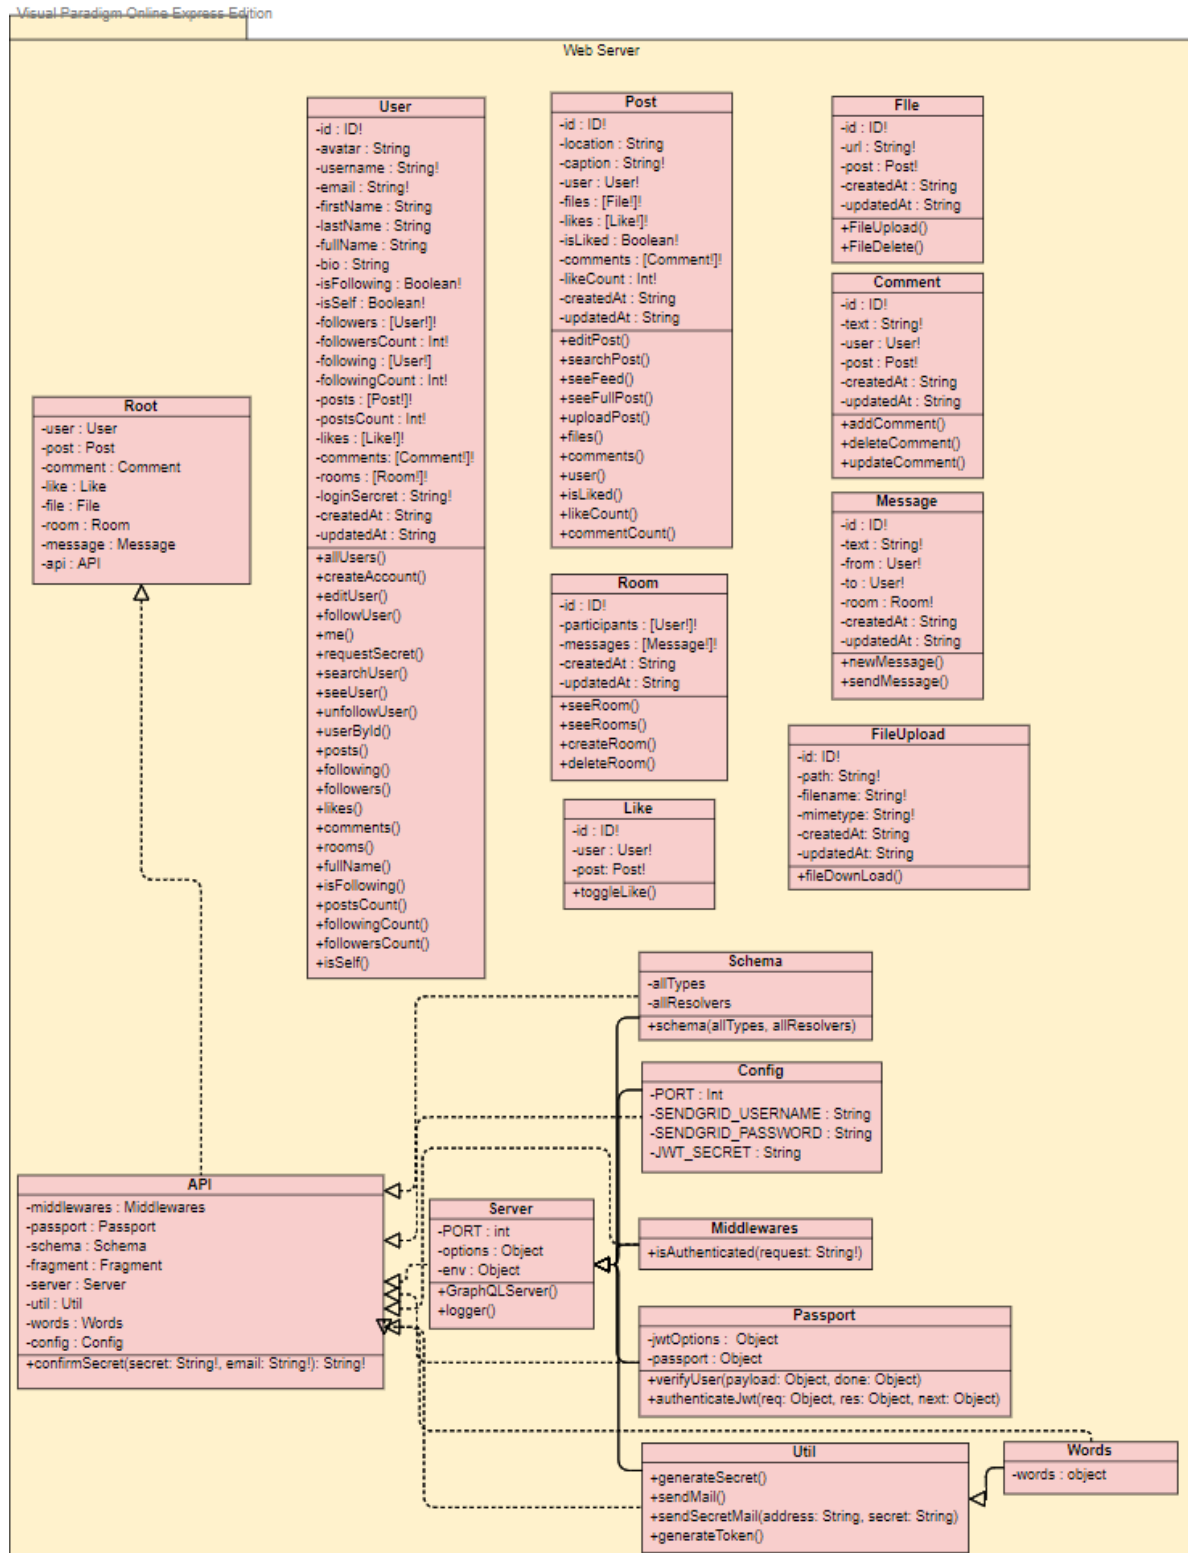 Visual Paradigm Online Express Edition
Web Server
User
-id : ID!
-avatar : String
-username : String!
-email : String!
-firstName : String
-lastName : String
-fullName : String
-bio : String
-isFollowing : Boolean!
-isSelf : Boolean!
-followers : [User!]!
-followersCount : Int!
-following : [User!]
-followingCount : Int!
-posts : [Post!]!
-postsCount : Int!
-likes : [Like!]!
-comments: [Comment!]!
-rooms : [Room!]!
-loginSercret : String!
-createdAt : String
-updatedAt : String
+allUsers()
+createAccount()
+editUser()
+followUser()
+me()
+requestSecret()
+searchUser()
+seeUser()
+unfollowUser()
+userById()
+posts()
+following()
+followers()
+likes()
+comments()
+rooms()
+fullName()
+isFollowing()
+postsCount()
+followingCount()
+followersCount()
+isSelf()
Post
-id : ID!
-location : String
-caption : String!
-user : User!
-files : [File!]!
-likes : [Like!]!
-isLiked : Boolean!
-comments : [Comment!]!
-likeCount : Int!
-createdAt : String
-updatedAt : String
+editPost()
+searchPost()
+seeFeed()
+seeFullPost()
+uploadPost()
+files()
+comments()
+user()
+isLiked()
+likeCount()
+commentCount()
File
-id : ID!
-url : String!
-post : Post!
-createdAt : String
-updatedAt : String
+FileUpload()
+FileDelete()
Comment
-id : ID!
-text : String!
-user : User!
-post : Post!
-createdAt : String
-updatedAt : String
+addComment()
+deleteComment()
+updateComment()
Root
-user : User
-post : Post
-comment : Comment
-like : Like
-file : File
-room : Room
-message : Message
-api : API
Message
-id : ID!
-text : String!
-from : User!
-to : User!
-room : Room!
-createdAt : String
-updatedAt : String
+newMessage()
+sendMessage()
Room
-id : ID!
-participants : [User!]!
-messages : [Message!]!
-createdAt : String
-updatedAt : String
+seeRoom()
+seeRooms()
+createRoom()
+deleteRoom()
FileUpload
-id: ID!
-path: String!
-filename: String!
-mimetype: String!
-createdAt: String
-updatedAt: String
+fileDownLoad()
Like
-id : ID!
-user : User!
-post: Post!
+toggleLike()
Schema
-allTypes
-allResolvers
+schema(allTypes, allResolvers)
Config
-PORT : Int
-SENDGRID_USERNAME : String
-SENDGRID_PASSWORD : String
-JWT_SECRET : String
API
-middlewares : Middlewares
-passport : Passport
-schema : Schema
-fragment : Fragment
-server : Server
-util : Util
-words : Words
-config : Config
+confirmSecret(secret: String!, email: String!): String!
Server
-PORT : int
-options : Object
-env : Object
+GraphQLServer()
+logger()
Middlewares
+isAuthenticated(request: String!)
Passport
-jwtOptions : Object
-passport : Object
+verifyUser(payload: Object, done: Object)
+authenticateJwt(req: Object, res: Object, next: Object)
Util
+generateSecret()
+sendMail()
+sendSecretMail(address: String, secret: String)
+generateToken()
Words
-words : object